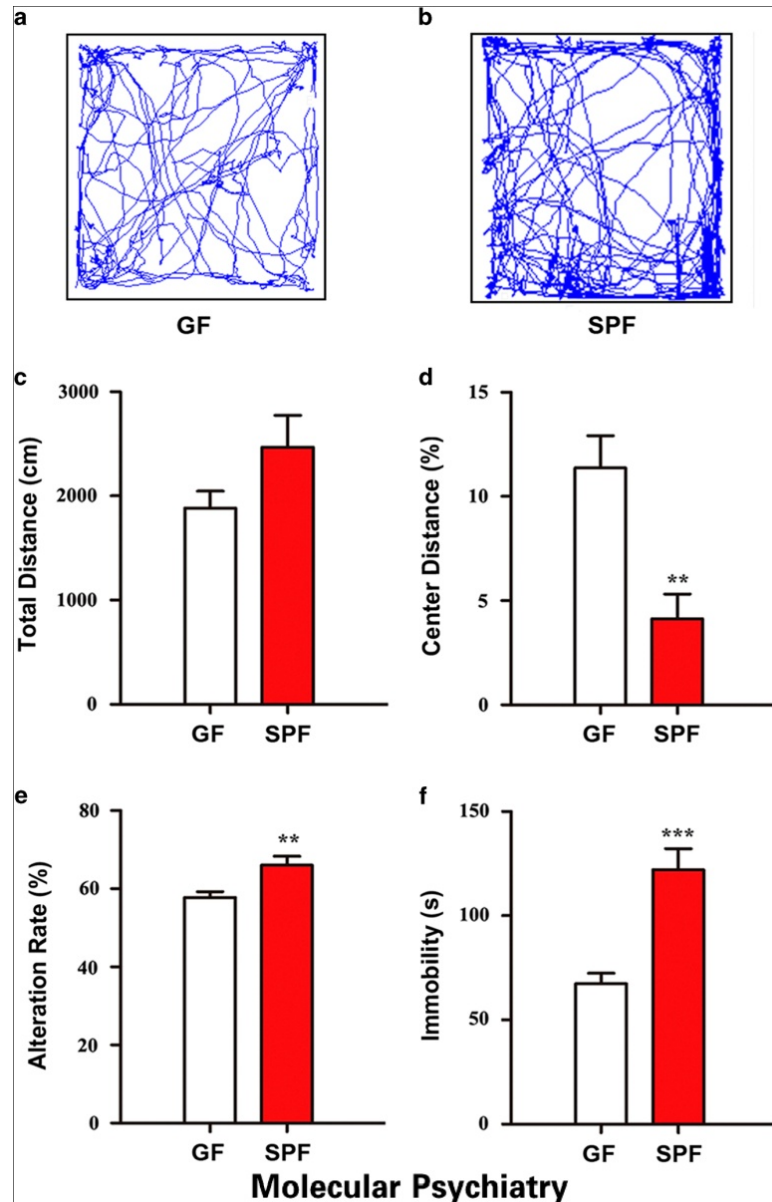 a
b
GF
SPF
c
Total Distance (cm)
3000
2000
1000
0
GF
SPF
d
Center Distance (%)
15
10
5
0
**
GF
SPF
e
Alteration Rate (%)
80
60
40
20
0
**
GF
SPF
f
Immobility (s)
150
100
50
0
***
GF
SPF
Molecular Psychiatry